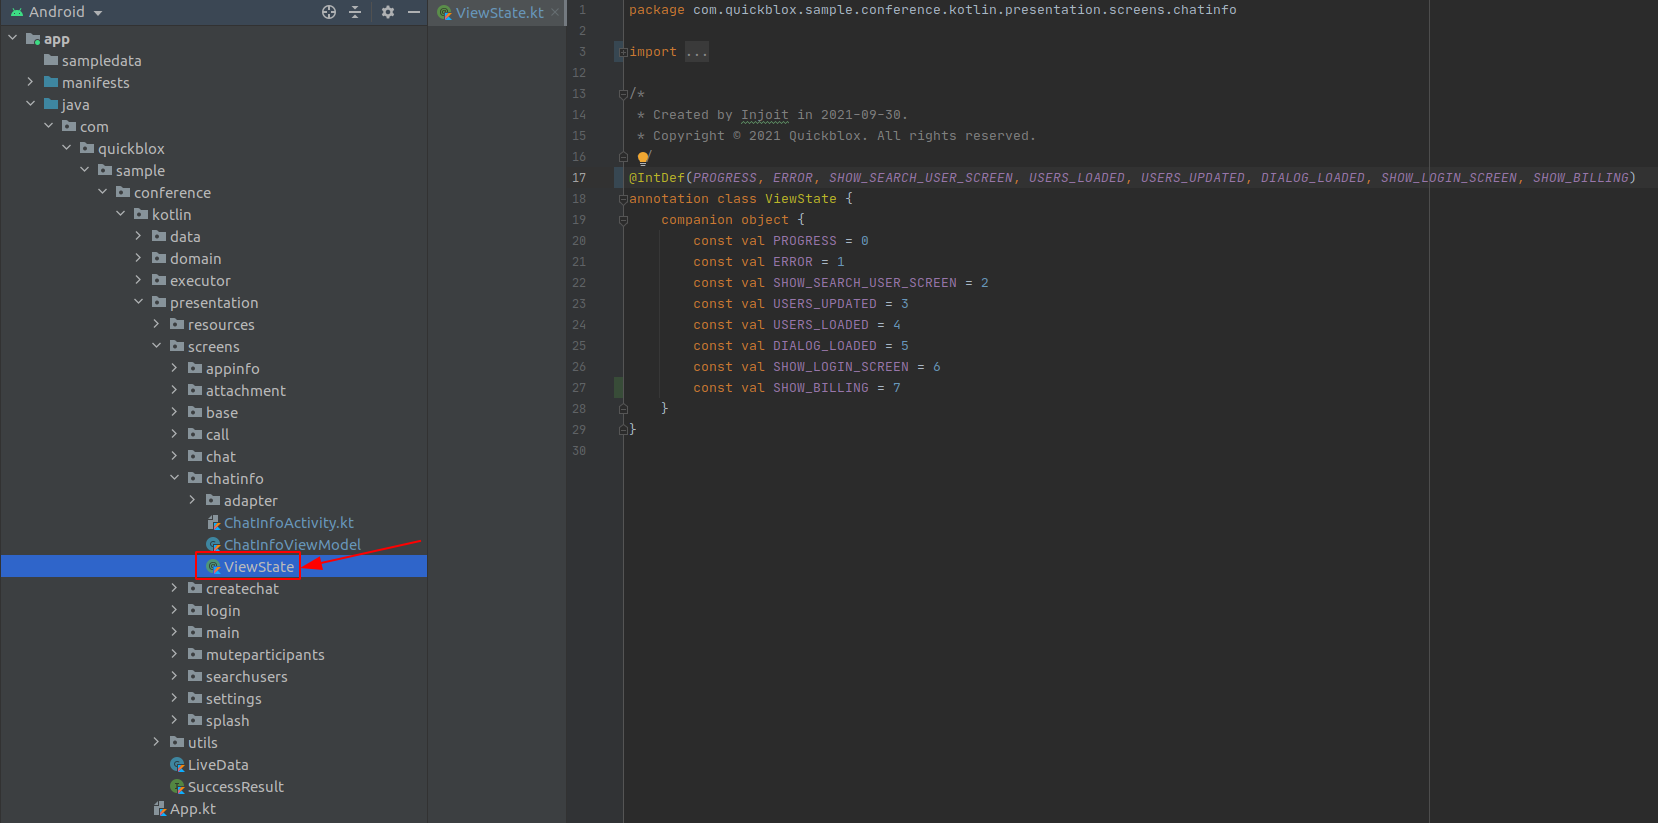 Android
app
sampledata
manifests
java
com
quickblox
sample
conference
kotlin
data
domain
executor
presentation
resources
screens
appinfo
attachment
base
call
chat
chatinfo
adapter
ChatInfoActivity.kt
ChatInfoViewModel
ViewState
createchat
login
main
muteparticipants
searchusers
settings
splash
utils
LiveData
SuccessResult
App.kt
ViewState.kt
1 package com.quickblox.sample.conference.kotlin.presentation.screens.chatinfo
2
3 import ...
12
13 /*
14 * Created by Injoit in 2021-09-30.
15 * Copyright © 2021 Quickblox. All rights reserved.
16 /
17 @IntDef(PROGRESS, ERROR, SHOW_SEARCH_USER_SCREEN, USERS_LOADED, USERS_UPDATED, DIALOG_LOADED, SHOW_LOGIN_SCREEN, SHOW_BILLING)
18 annotation class ViewState {
19 companion object {
20 const val PROGRESS = 0
21 const val ERROR = 1
22 const val SHOW_SEARCH_USER_SCREEN = 2
23 const val USERS_UPDATED = 3
24 const val USERS_LOADED = 4
25 const val DIALOG_LOADED = 5
26 const val SHOW_LOGIN_SCREEN = 6
27 const val SHOW_BILLING = 7
28 }
29 }
30